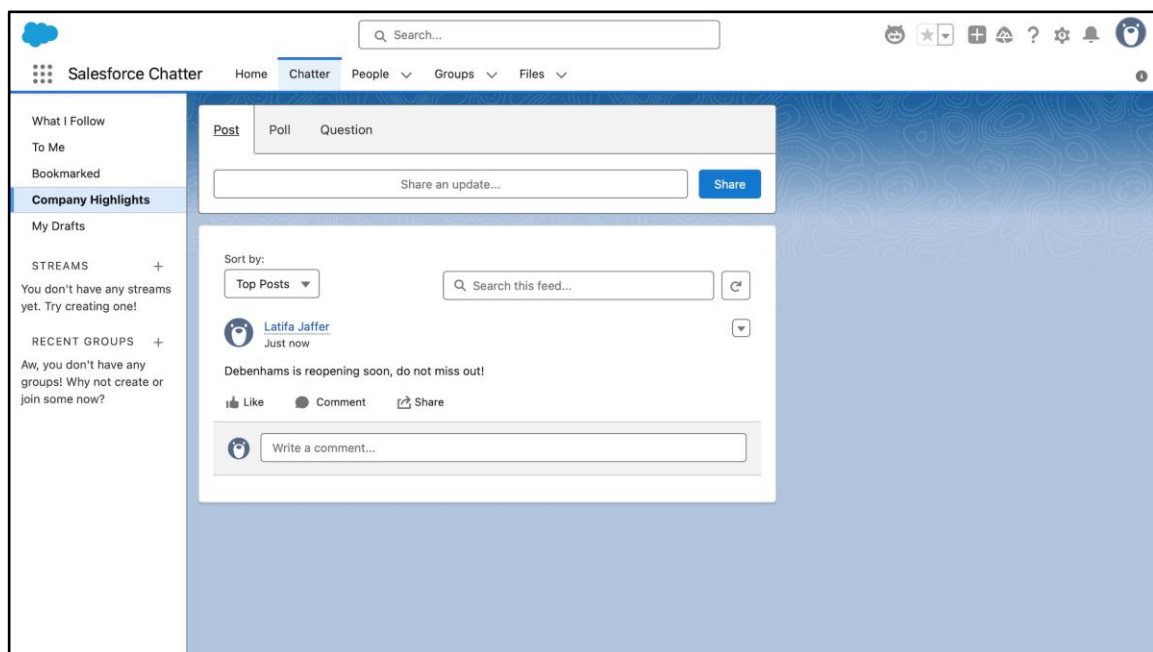 Search...
Salesforce Chatter
Home
Chatter
People
Groups
Files
What I Follow
To Me
Bookmarked
Company Highlights
My Drafts
STREAMS
You don't have any streams
yet. Try creating one!
RECENT GROUPS
Aw, you don't have any
groups! Why not create or
join some now?
Post
Poll
Question
Share an update...
Share
Sort by:
Top Posts
Search this feed...
Latifa Jaffer
Just now
Debenhams is reopening soon, do not miss out!
Like
Comment
Share
Write a comment...